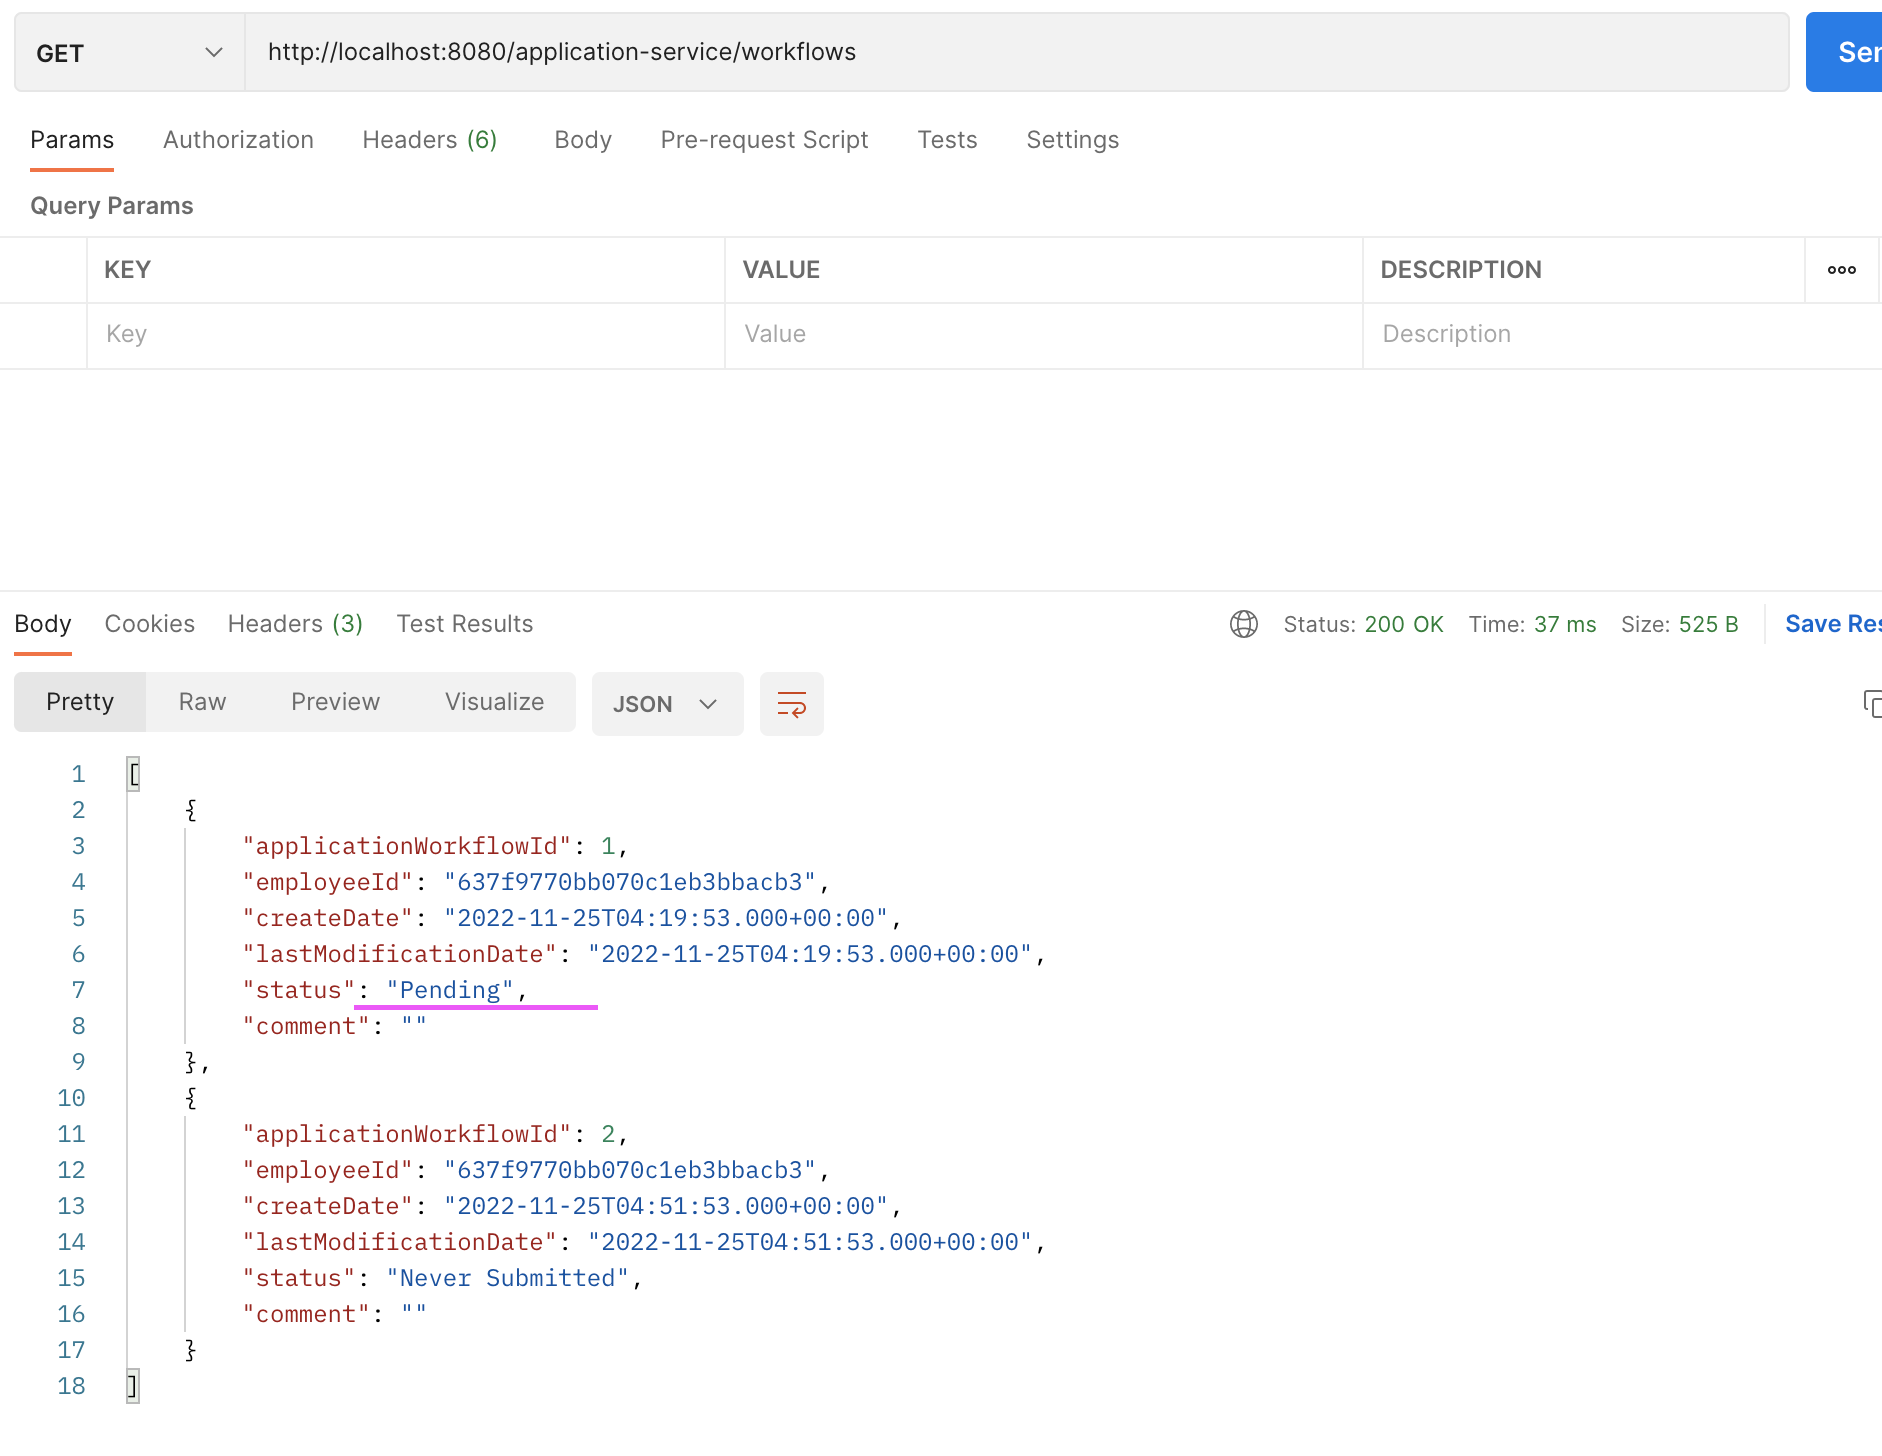 GET http://localhost:8080/application-service/workflows
Params Authorization Headers (6) Body Pre-request Script Tests Settings
Query Params
KEY VALUE DESCRIPTION
Key Value Description
Body Cookies Headers (3) Test Results Status: 200 OK Time: 37 ms Size: 525 B
Pretty Raw Preview Visualize JSON
1 [
2 {
3 "applicationWorkflowId": 1,
4 "employeeId": "637f9770bb070c1eb3bbacb3",
5 "createDate": "2022-11-25T04:19:53.000+00:00",
6 "lastModificationDate": "2022-11-25T04:19:53.000+00:00",
7 "status": "Pending",
8 "comment": ""
9 },
10 {
11 "applicationWorkflowId": 2,
12 "employeeId": "637f9770bb070c1eb3bbacb3",
13 "createDate": "2022-11-25T04:51:53.000+00:00",
14 "lastModificationDate": "2022-11-25T04:51:53.000+00:00",
15 "status": "Never Submitted",
16 "comment": ""
17 }
18 ]